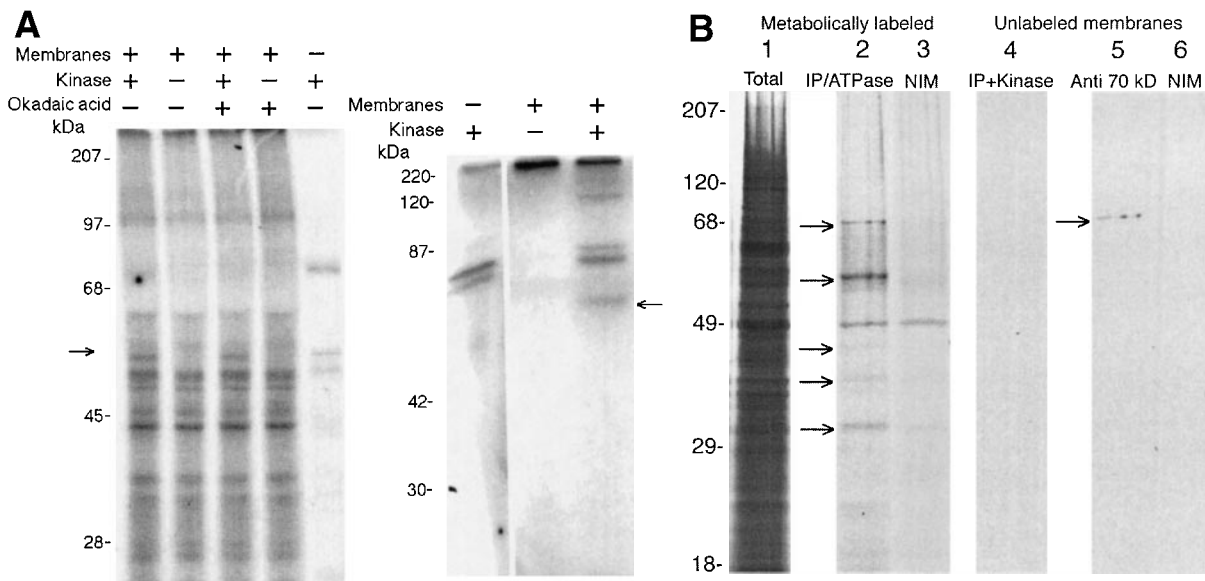 A
Membranes + + + + −
Kinase + − + − +
Okadaic acid − − + + −
kDa
207-
97-
68-
45-
28-
Membranes − + +
Kinase + − +
kDa
220-
120-
87-
42-
30-
B
Metabolically labeled
1 2 3
Total IP/ATPase NIM
Unlabeled membranes
4 5 6
IP+Kinase Anti 70 kD NIM
207-
120-
68-
49-
29-
18-